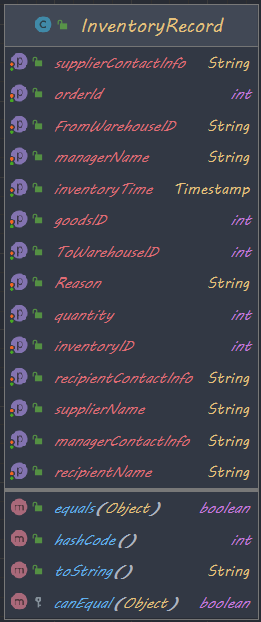 C InventoryRecord
p supplierContactInfo String
p orderId int
p FromWarehouseID String
p managerName String
p inventoryTime Timestamp
p goodsID int
p ToWarehouseID int
p Reason String
p quantity int
p inventoryID int
p recipientContactInfo String
p supplierName String
p managerContactInfo String
p recipientName String
m equals(Object) boolean
m hashCode() int
m toString() String
m canEqual(Object) boolean